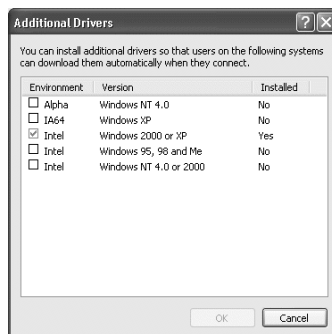 Additional Drivers
You can install additional drivers so that users on the following systems
can download them automatically when they connect.
Environment Version Installed
Alpha Windows NT 4.0 No
IA64 Windows XP No
Intel Windows 2000 or XP Yes
Intel Windows 95, 98 and Me No
Intel Windows NT 4.0 or 2000 No
OK Cancel